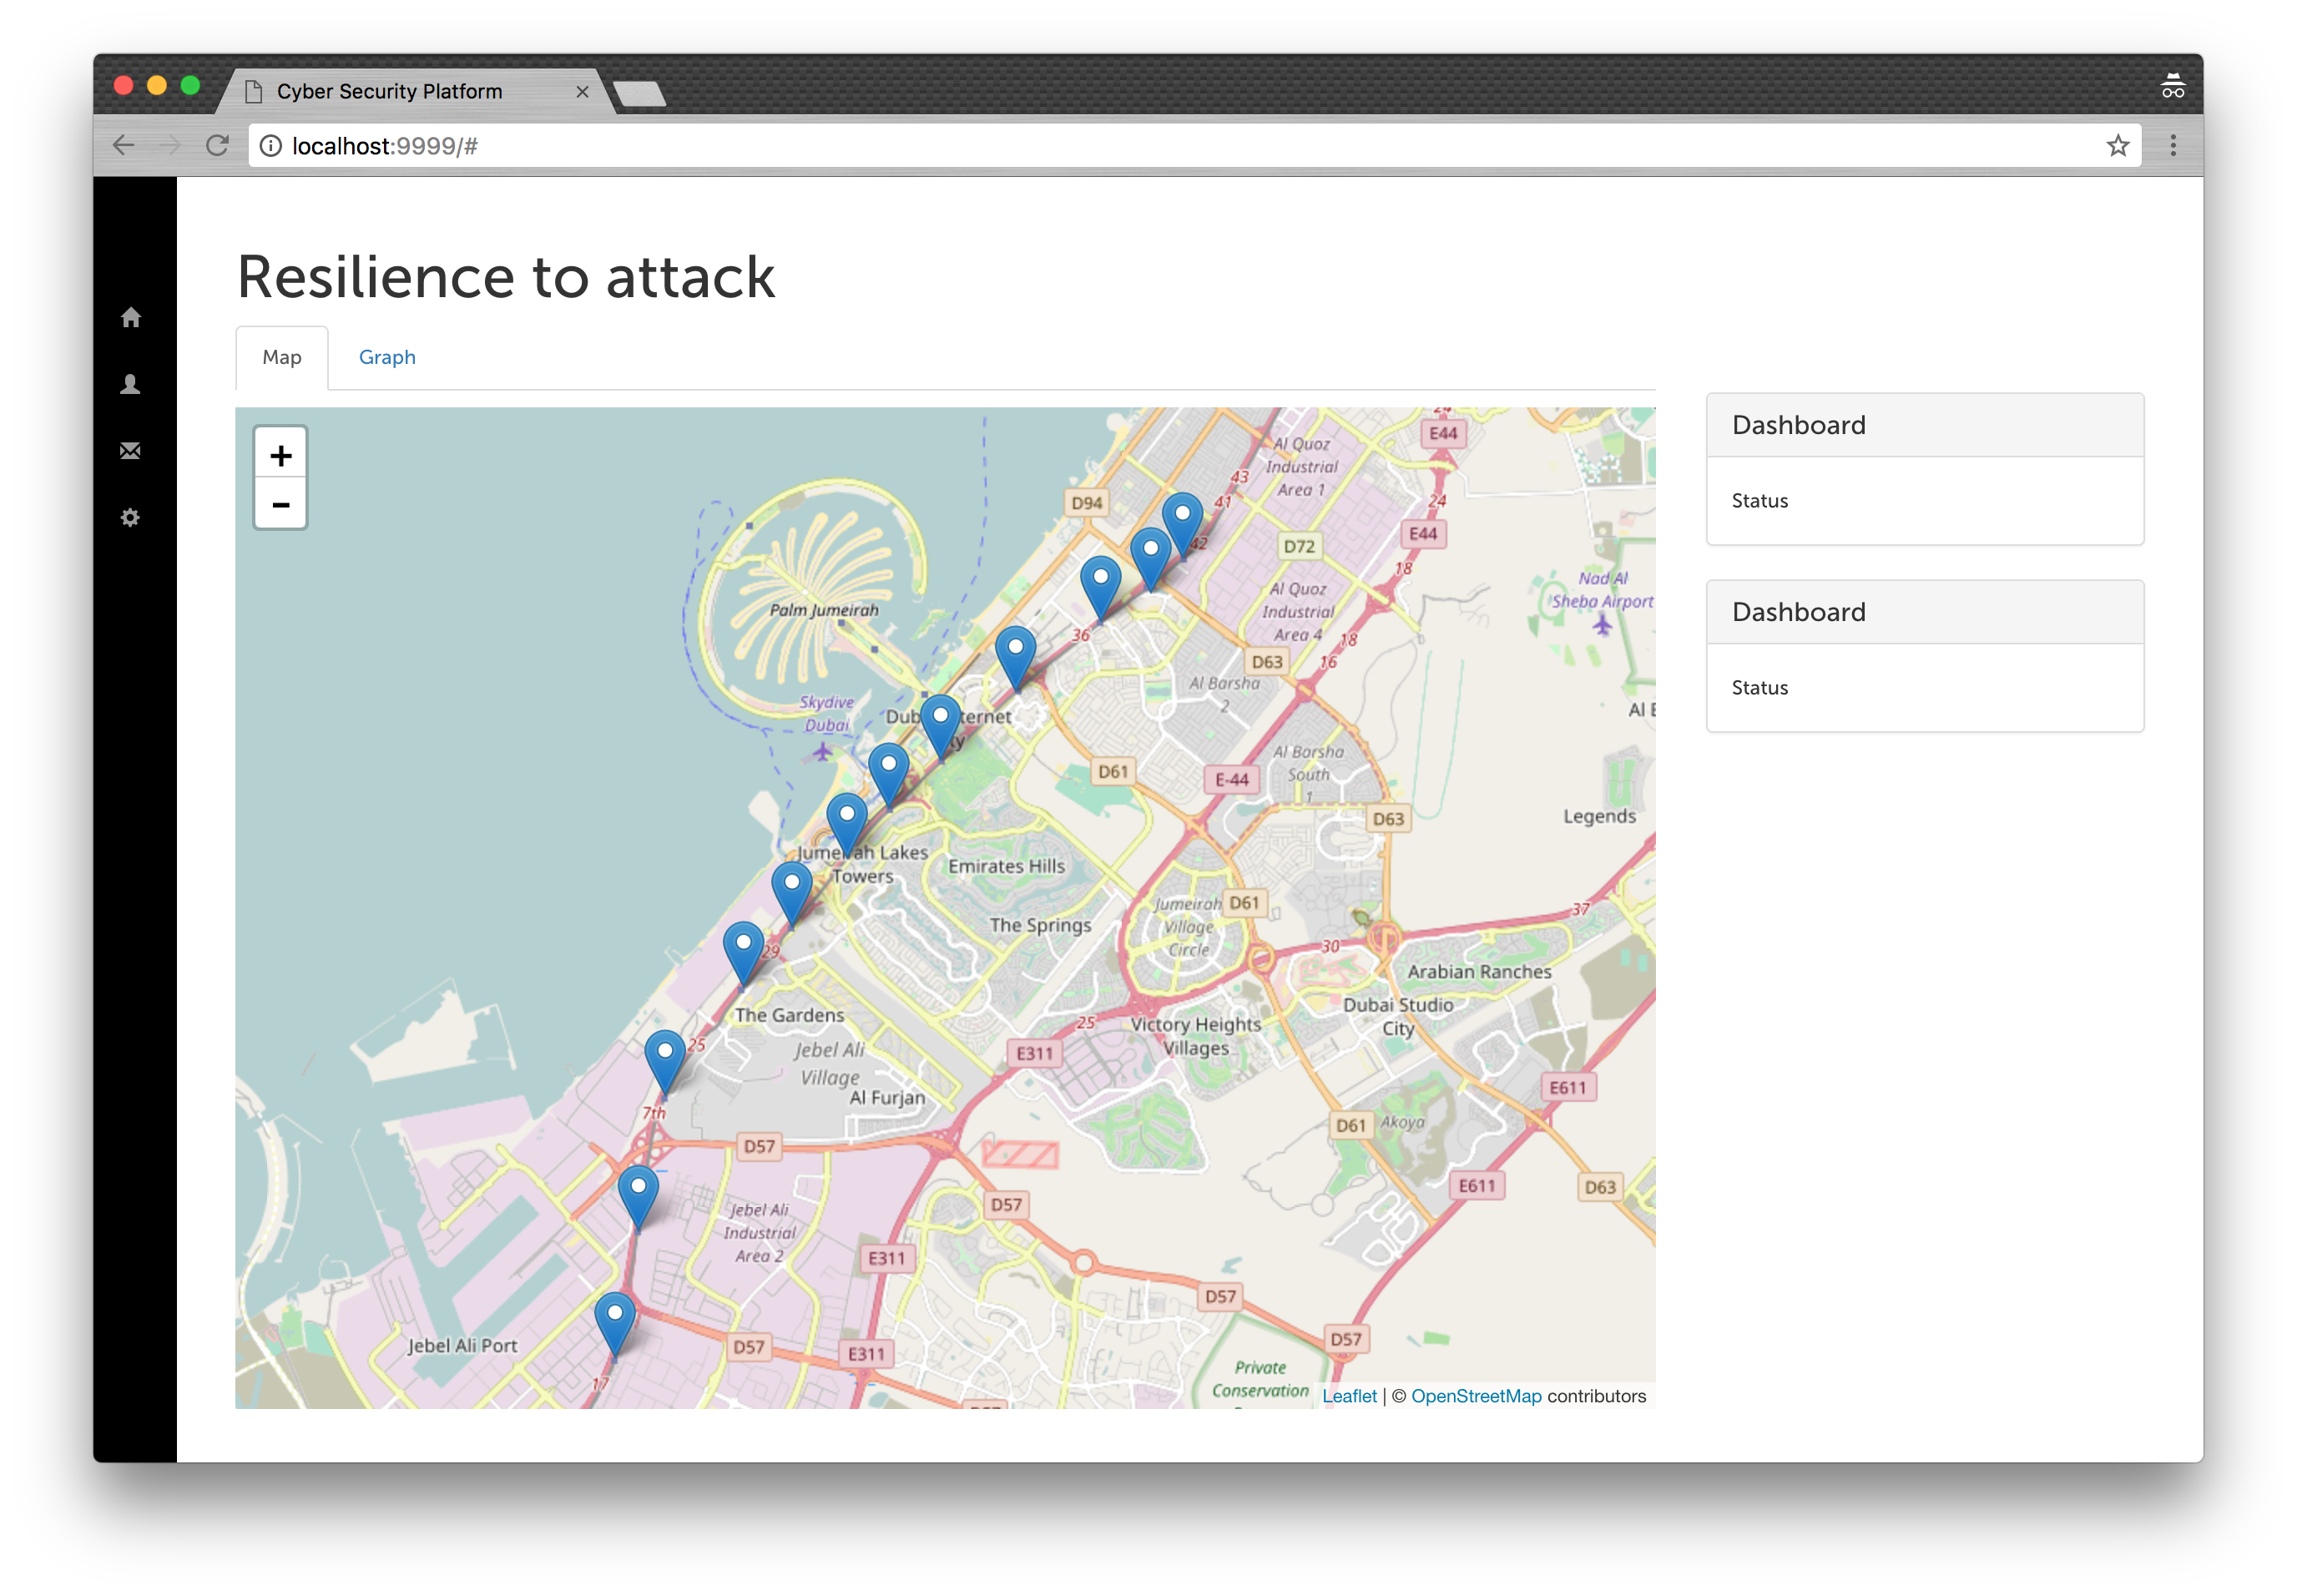 Cyber Security Platform
localhost:9999/#
Resilience to attack
Map
Graph
+
−
Dashboard
Status
Dashboard
Status
Al Quoz
Industrial
Area 1
E44
43
41
24
D94
42
E44
D72
18
Nad Al
Sheba Airport
Al Quoz
Industrial
Area 4
Palm Jumeirah
36
18
D63
16
Al Barsha
2
Skydive
Dubai
Al Barsha
South
1
D61
E-44
Legends
D63
Jumeirah Lakes
Towers
Emirates Hills
Jumeirah
Village
Circle
D61
37
The Springs
30
29
Arabian Ranches
Dubai Studio
City
The Gardens
25
Victory Heights
Villages
25
Jebel Ali
Village
E311
E611
Al Furjan
7th
D61
Akoya
D57
E611
D63
D57
Jebel Ali
Industrial
Area 2
E311
D57
Jebel Ali Port
D57
E311
D57
Private
Conservation
17
Leaflet | © OpenStreetMap contributors